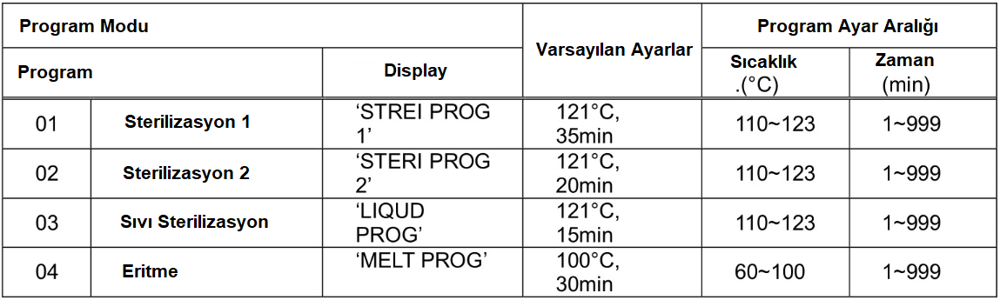 Program Modu
Varsayılan Ayarlar
Program Ayar Aralığı
Program
Display
Sıcaklık
.(°C)
Zaman
(min)
01
Sterilizasyon 1
‘STREI PROG
1’
121°C,
35min
110~123
1~999
02
Sterilizasyon 2
‘STERI PROG
2’
121°C,
20min
110~123
1~999
03
Sıvı Sterilizasyon
‘LIQUD
PROG’
121°C,
15min
110~123
1~999
04
Eritme
‘MELT PROG’
100°C,
30min
60~100
1~999